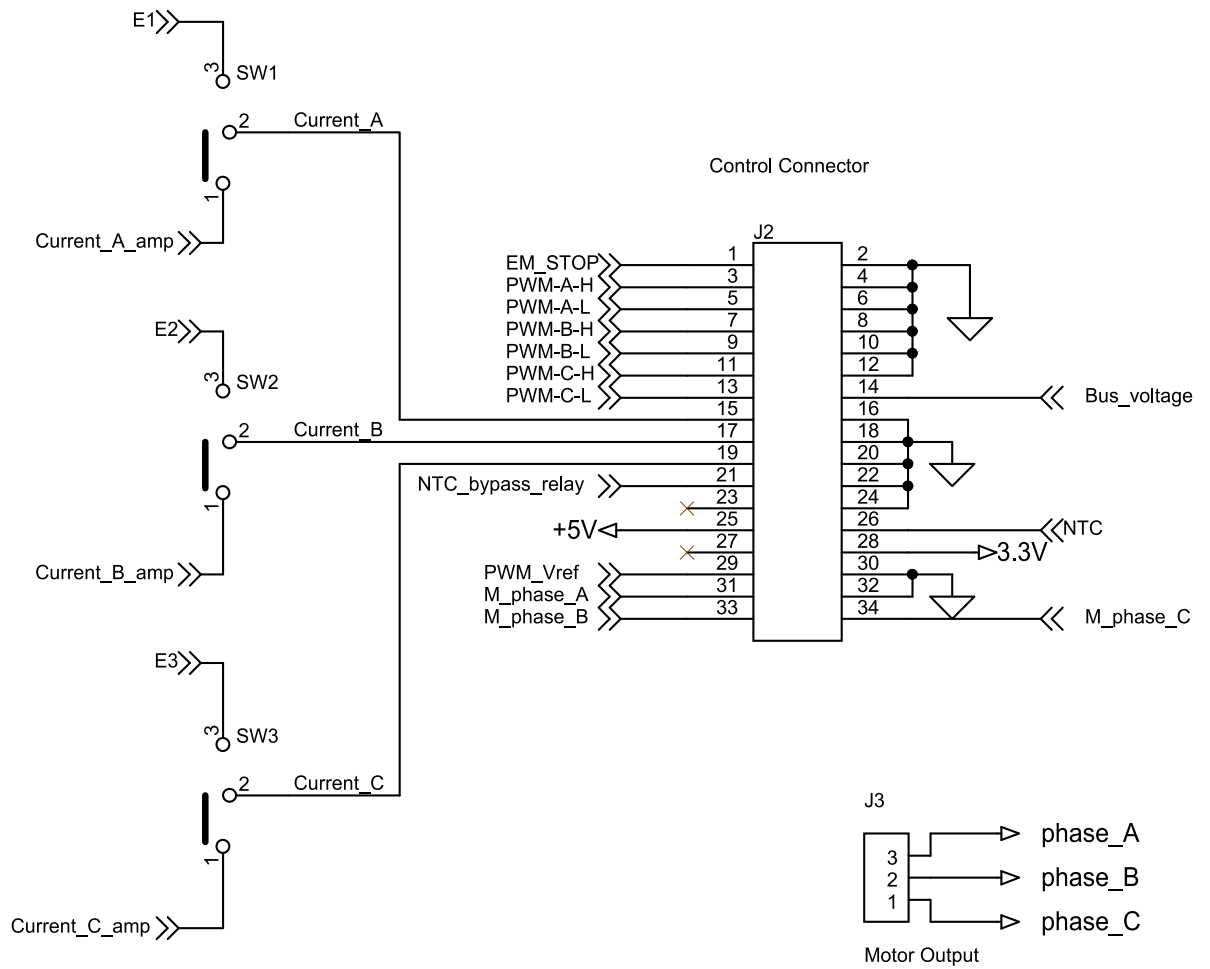 E1
3
SW1
2
Current_A
1
Current_A_amp
E2
3
SW2
2
Current_B
1
Current_B_amp
E3
3
SW3
2
Current_C
1
Current_C_amp
Control Connector
J2
EM_STOP 1 2
PWM-A-H 3 4
PWM-A-L 5 6
PWM-B-H 7 8
PWM-B-L 9 10
PWM-C-H 11 12
PWM-C-L 13 14 Bus_voltage
15 16
17 18
19 20
NTC_bypass_relay 21 22
23 24
+5V 25 26 NTC
27 28 3.3V
PWM_Vref 29 30
M_phase_A 31 32
M_phase_B 33 34 M_phase_C
J3
3 phase_A
2 phase_B
1 phase_C
Motor Output